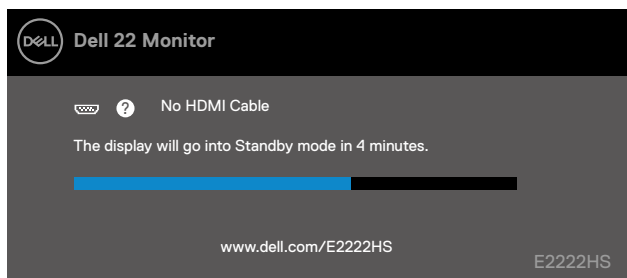 DELL
Dell 22 Monitor
? No HDMI Cable
The display will go into Standby mode in 4 minutes.
www.dell.com/E2222HS
E2222HS